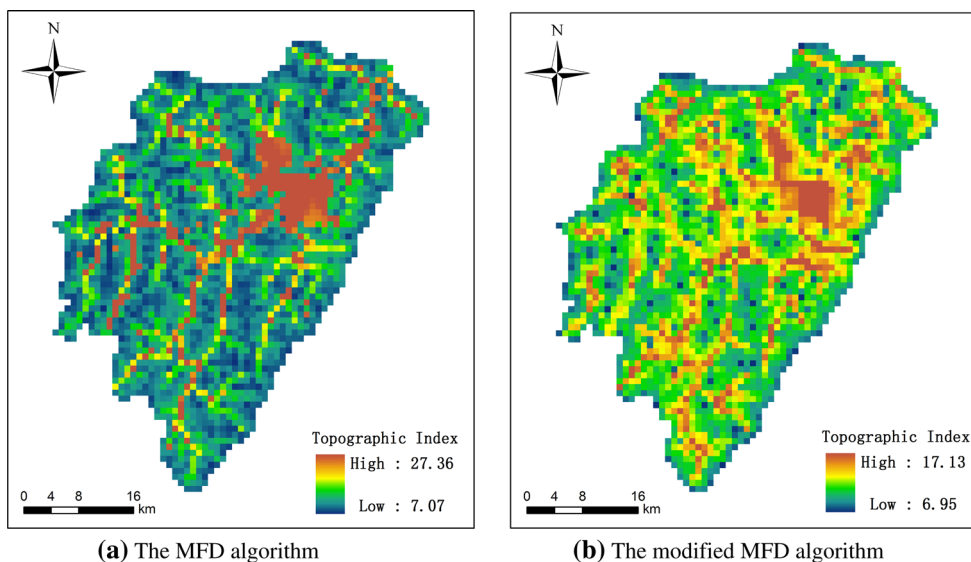 N
Topographic Index
High : 27.36
Low : 7.07
0 4 8 16
km
(a) The MFD algorithm
N
Topographic Index
High : 17.13
Low : 6.95
0 4 8 16
km
(b) The modified MFD algorithm